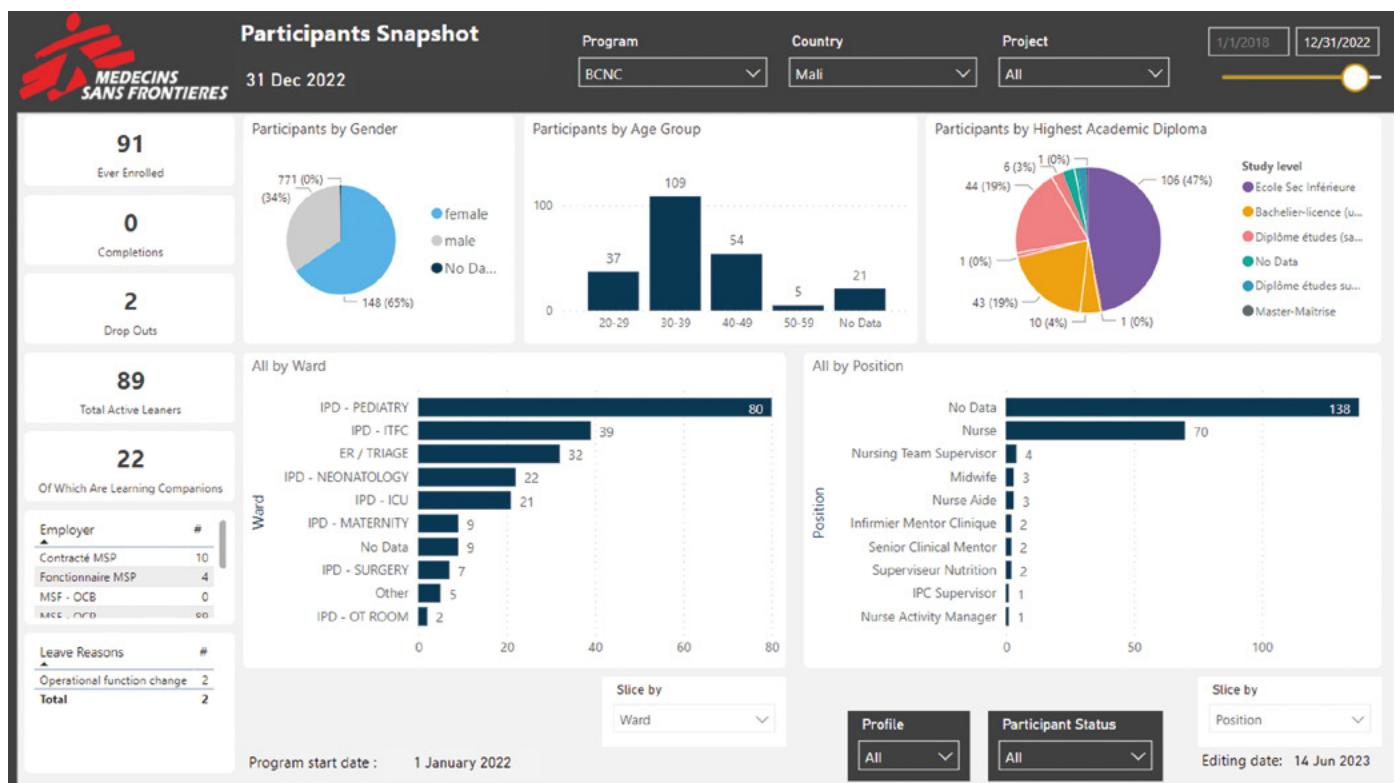 MEDECINS
SANS FRONTIERES
Participants Snapshot
31 Dec 2022
Program
BCNC
Country
Mali
Project
All
1/1/2018
12/31/2022
91
Ever Enrolled
0
Completions
2
Drop Outs
89
Total Active Leaners
22
Of Which Are Learning Companions
Employer #
Contracté MSP 10
Fonctionnaire MSP 4
MSF - OCB 0
MSF - OCB 89
Leave Reasons #
Operational function change 2
Total 2
Participants by Gender
771 (0%)
(34%)
148 (65%)
female
male
No Da...
Participants by Age Group
100
0
37
109
54
5
21
20-29
30-39
40-49
50-59
No Data
Participants by Highest Academic Diploma
1 (0%)
6 (3%)
44 (19%)
1 (0%)
43 (19%)
10 (4%)
1 (0%)
106 (47%)
Study level
Ecole Sec Inférieure
Bachelier-licence (u...
Diplôme études (sa...
No Data
Diplôme études su...
Master-Maîtrise
All by Ward
Ward
IPD - PEDIATRY 80
IPD - ITFC 39
ER / TRIAGE 32
IPD - NEONATOLOGY 22
IPD - ICU 21
IPD - MATERNITY 9
No Data 9
IPD - SURGERY 7
Other 5
IPD - OT ROOM 2
0 20 40 60 80
All by Position
Position
No Data 138
Nurse 70
Nursing Team Supervisor 4
Midwife 3
Nurse Aide 3
Infirmier Mentor Clinique 2
Senior Clinical Mentor 2
Superviseur Nutrition 2
IPC Supervisor 1
Nurse Activity Manager 1
0 50 100
Slice by
Ward
Profile
All
Participant Status
All
Slice by
Position
Program start date : 1 January 2022
Editing date: 14 Jun 2023